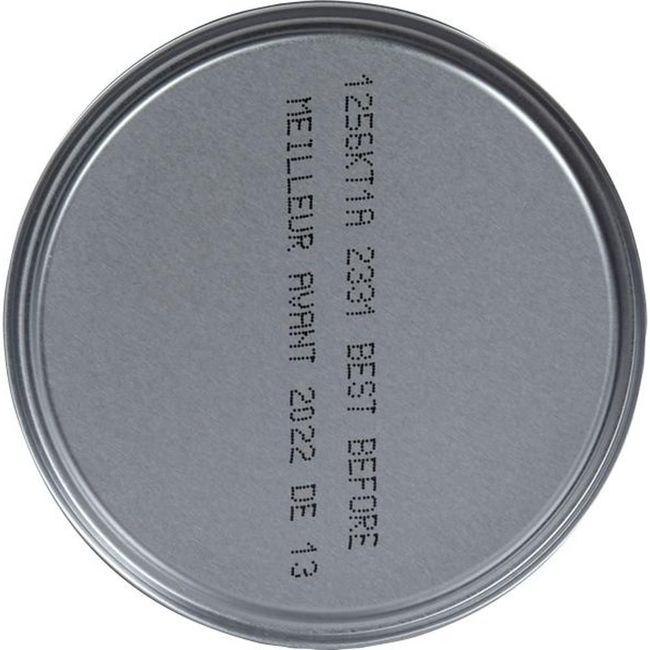 1256KT1A 2331 BEST BEFORE
MEILLEUR AVANT 2022 DE 13